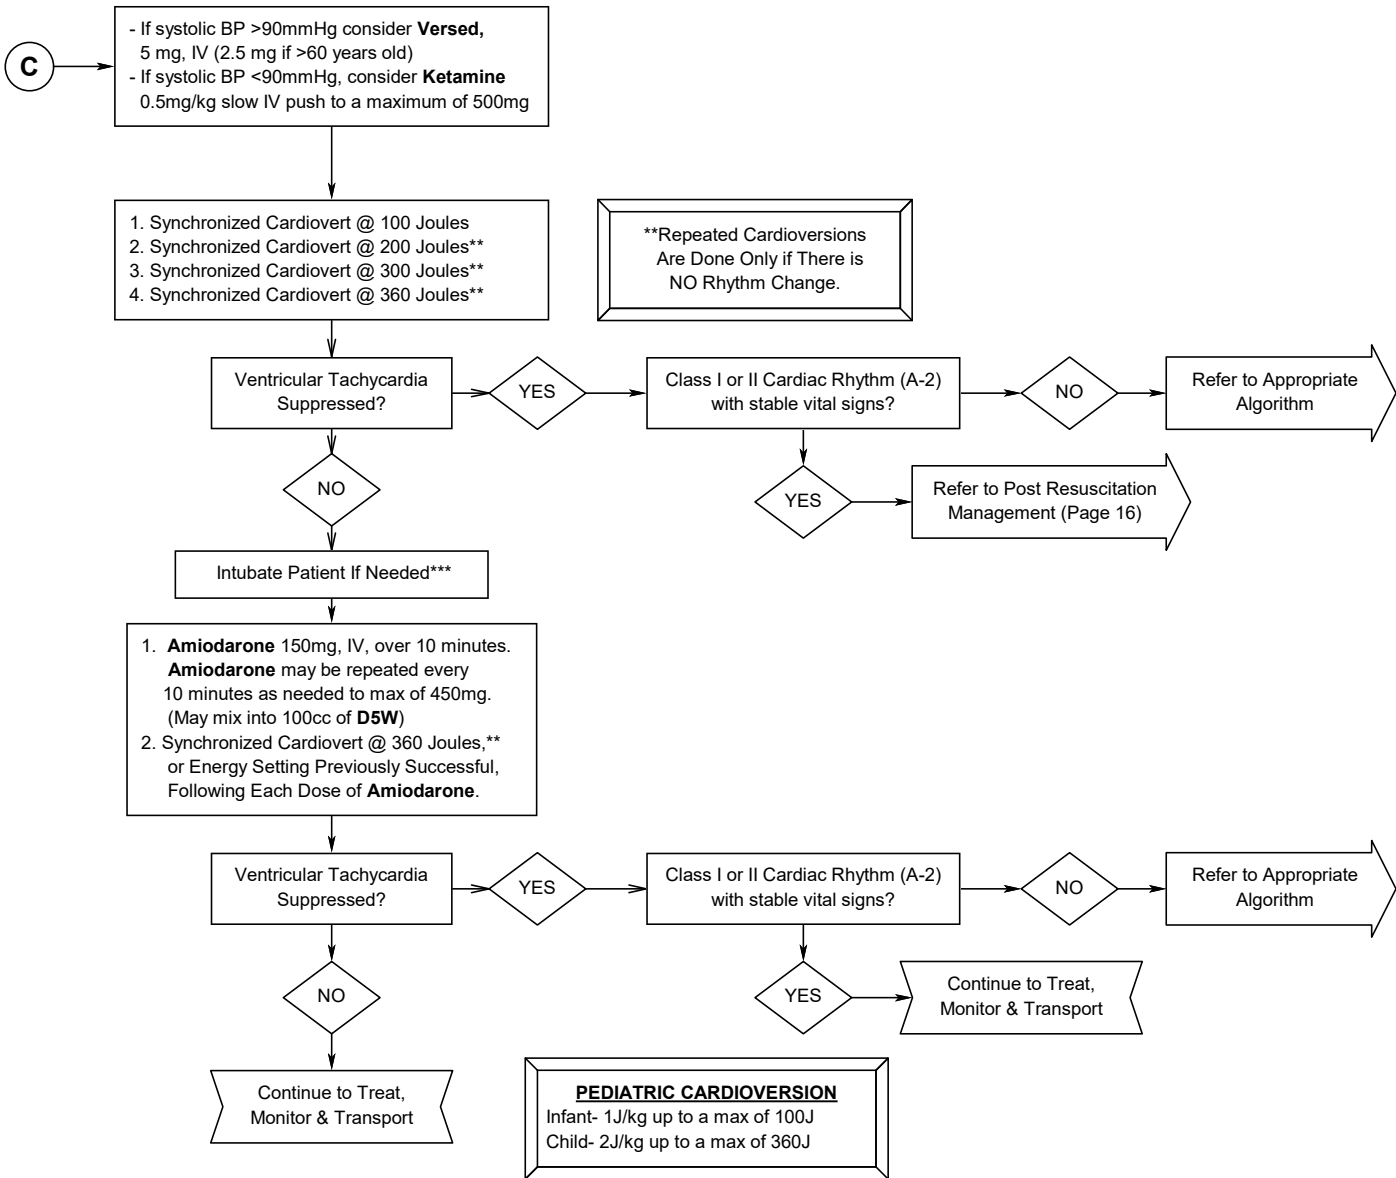 C
- If systolic BP >90mmHg consider Versed,
5 mg, IV (2.5 mg if >60 years old)
- If systolic BP <90mmHg, consider Ketamine
0.5mg/kg slow IV push to a maximum of 500mg
1. Synchronized Cardiovert @ 100 Joules
2. Synchronized Cardiovert @ 200 Joules**
3. Synchronized Cardiovert @ 300 Joules**
4. Synchronized Cardiovert @ 360 Joules**
**Repeated Cardioversions
Are Done Only if There is
NO Rhythm Change.
Ventricular Tachycardia
Suppressed?
YES
Class I or II Cardiac Rhythm (A-2)
with stable vital signs?
NO
Refer to Appropriate
Algorithm
NO
YES
Refer to Post Resuscitation
Management (Page 16)
Intubate Patient If Needed***
1. Amiodarone 150mg, IV, over 10 minutes.
Amiodarone may be repeated every
10 minutes as needed to max of 450mg.
(May mix into 100cc of D5W)
2. Synchronized Cardiovert @ 360 Joules,**
or Energy Setting Previously Successful,
Following Each Dose of Amiodarone.
Ventricular Tachycardia
Suppressed?
YES
Class I or II Cardiac Rhythm (A-2)
with stable vital signs?
NO
Refer to Appropriate
Algorithm
NO
YES
Continue to Treat,
Monitor & Transport
Continue to Treat,
Monitor & Transport
PEDIATRIC CARDIOVERSION
Infant- 1J/kg up to a max of 100J
Child- 2J/kg up to a max of 360J